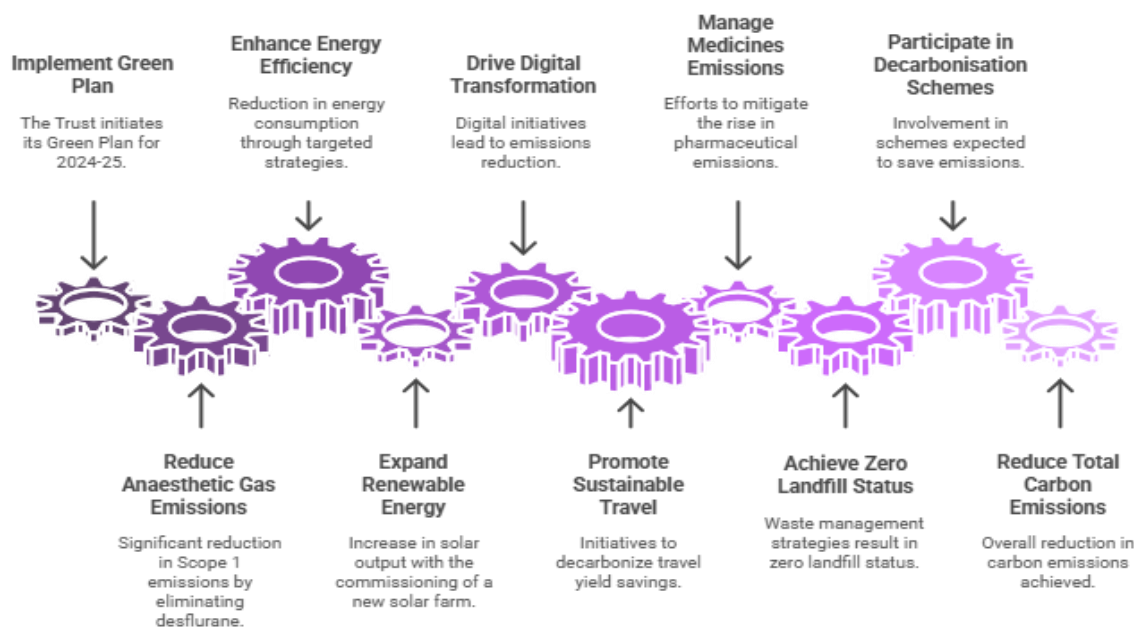 Implement Green
Plan
The Trust initiates
its Green Plan for
2024-25.
Enhance Energy
Efficiency
Reduction in energy
consumption
through targeted
strategies.
Drive Digital
Transformation
Digital initiatives
lead to emissions
reduction.
Manage
Medicines
Emissions
Efforts to mitigate
the rise in
pharmaceutical
emissions.
Participate in
Decarbonisation
Schemes
Involvement in
schemes expected
to save emissions.
Reduce
Anaesthetic Gas
Emissions
Significant reduction
in Scope 1
emissions by
eliminating
desflurane.
Expand
Renewable
Energy
Increase in solar
output with the
commissioning of a
new solar farm.
Promote
Sustainable
Travel
Initiatives to
decarbonize travel
yield savings.
Achieve Zero
Landfill Status
Waste management
strategies result in
zero landfill status.
Reduce Total
Carbon
Emissions
Overall reduction in
carbon emissions
achieved.